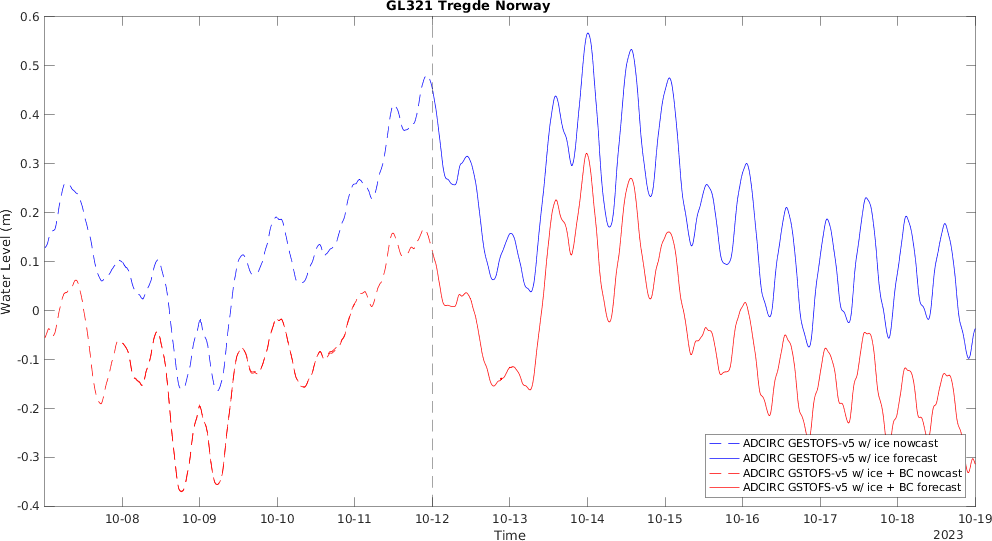 GL321 Tregde Norway
0.6
0.5
0.4
0.3
0.2
0.1
0
-0.1
-0.2
-0.3
-0.4
Water Level (m)
ADCIRC GESTOFS-v5 w/ ice nowcast
ADCIRC GESTOFS-v5 w/ ice forecast
ADCIRC GSTOFS-v5 w/ ice + BC nowcast
ADCIRC GSTOFS-v5 w/ ice + BC forecast
10-08 10-09 10-10 10-11 10-12 10-13 10-14 10-15 10-16 10-17 10-18 10-19
Time 2023